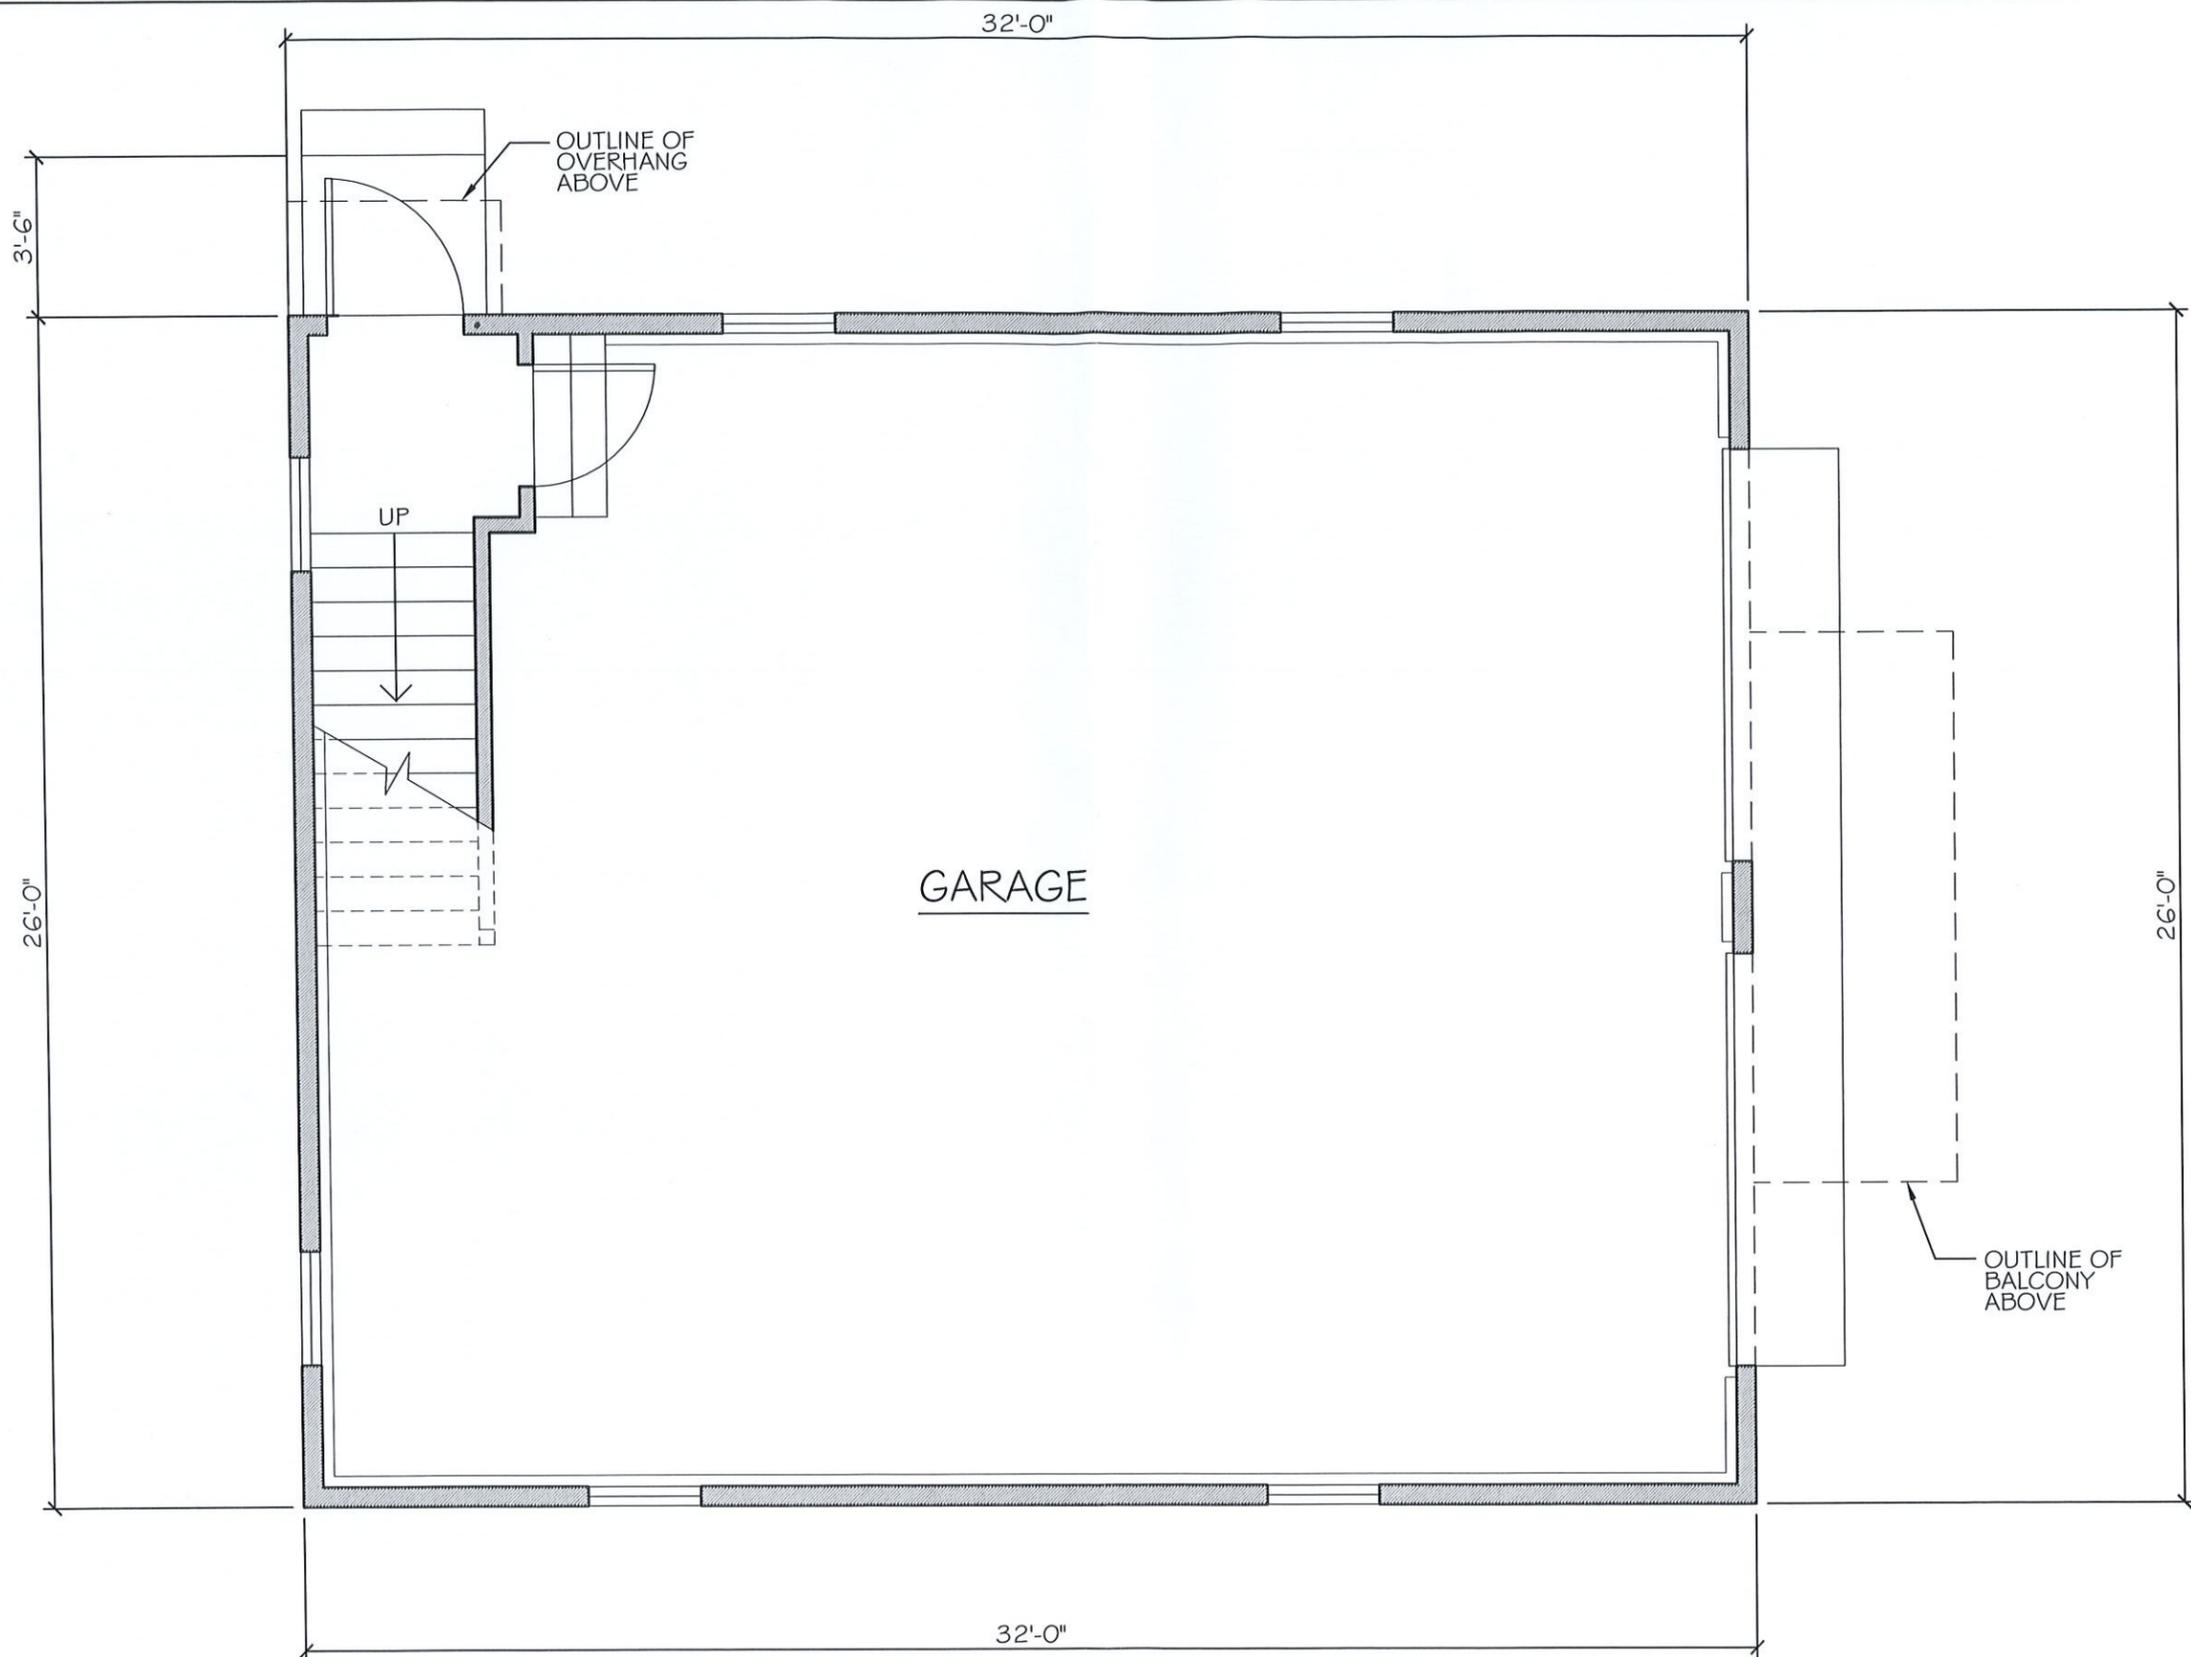 32'-0"
OUTLINE OF
OVERHANG
ABOVE
3'-6"
UP
GARAGE
26'-0"
26'-0"
OUTLINE OF
BALCONY
ABOVE
32'-0"